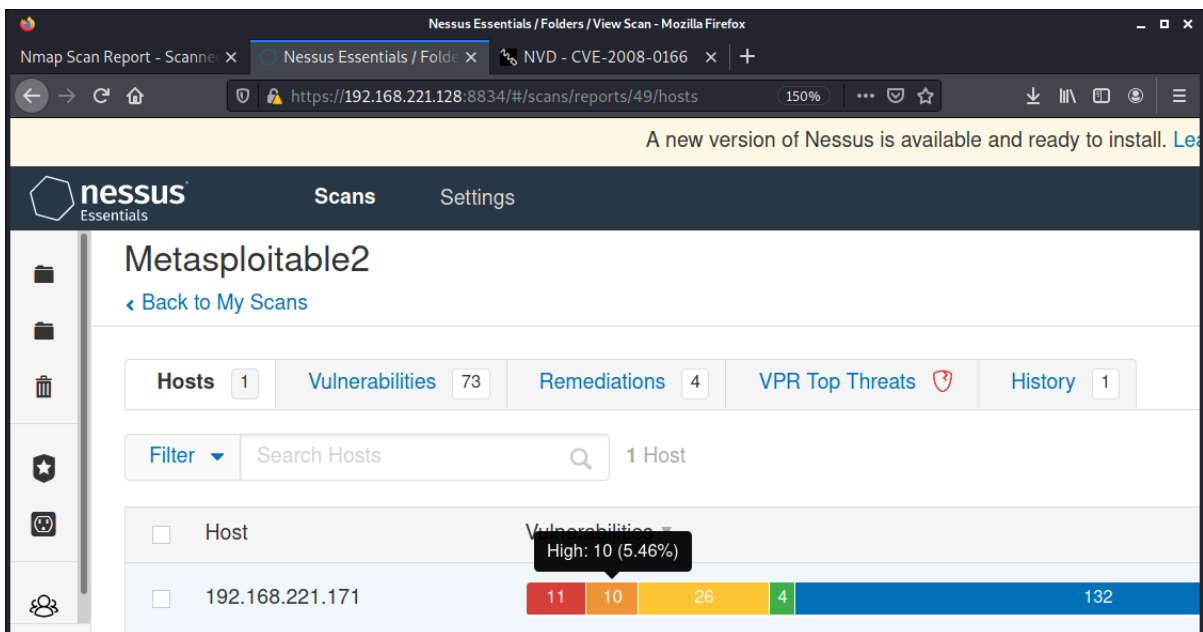 Nessus Essentials / Folders / View Scan - Mozilla Firefox
Nmap Scan Report - Scanne
Nessus Essentials / Folde
NVD - CVE-2008-0166
https://192.168.221.128:8834/#/scans/reports/49/hosts 150%
A new version of Nessus is available and ready to install. Lea
nessus Scans Settings
Essentials
Metasploitable2
Back to My Scans
Hosts 1 Vulnerabilities 73 Remediations 4 VPR Top Threats History 1
Filter Search Hosts 1 Host
Host Vulnerabilities
High: 10 (5.46%)
192.168.221.171 11 10 26 4 132